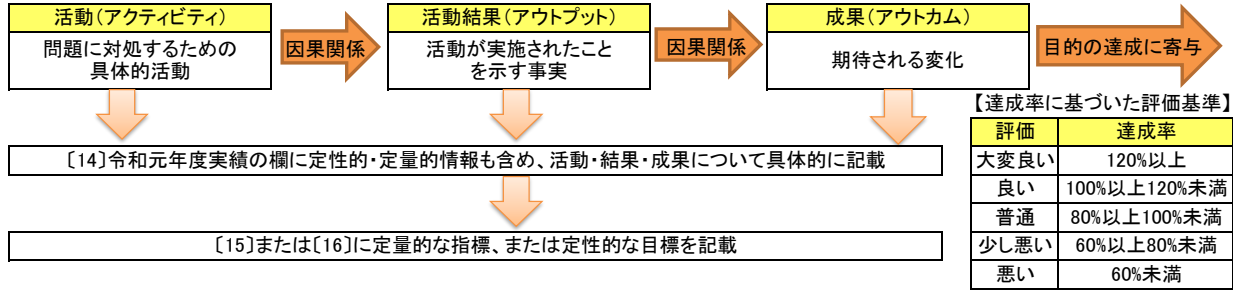 活動(アクティビティ)
問題に対処するための
具体的活動
因果関係
活動結果(アウトプット)
活動が実施されたこと
を示す事実
因果関係
成果(アウトカム)
期待される変化
目的の達成に寄与
〔14〕令和元年度実績の欄に定性的・定量的情報も含め、活動・結果・成果について具体的に記載
〔15〕または〔16〕に定量的な指標、または定性的な目標を記載
【達成率に基づいた評価基準】
評価 達成率
大変良い 120%以上
良い 100%以上120%未満
普通 80%以上100%未満
少し悪い 60%以上80%未満
悪い 60%未満